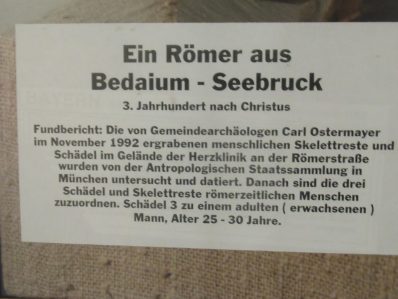 Ein Römer aus
Bedaium - Seebruck
3. Jahrhundert nach Christus
Fundbericht: Die von Gemeindearchäologen Carl Ostermayer
im November 1992 ergrabenen menschlichen Skelettreste und
Schädel im Gelände der Herzklinik an der Römerstraße
wurden von der Antropologischen Staatssammlung in
München untersucht und datiert. Danach sind die drei
Schädel und Skelettreste römerzeitlichen Menschen
zuzuordnen. Schädel 3 zu einem adulten ( erwachsenen )
Mann, Alter 25 - 30 Jahre.